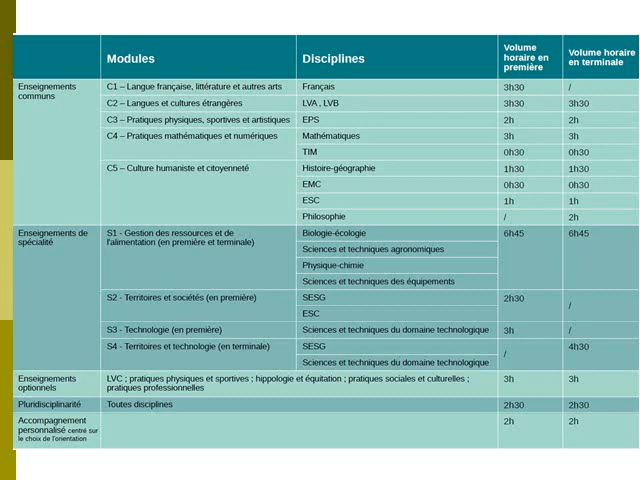 Modules
Disciplines
Volume
horaire en
première
Volume horaire
en terminale
Enseignements
communs
C1 – Langue française, littérature et autres arts
Français
3h30
/
C2 – Langues et cultures étrangères
LVA , LVB
3h30
3h30
C3 – Pratiques physiques, sportives et artistiques
EPS
2h
2h
C4 – Pratiques mathématiques et numériques
Mathématiques
3h
3h
TIM
0h30
0h30
C5 – Culture humaniste et citoyenneté
Histoire-géographie
1h30
1h30
EMC
0h30
0h30
ESC
1h
1h
Philosophie
/
2h
Enseignements de
spécialité
S1 - Gestion des ressources et de
l'alimentation (en première et terminale)
Biologie-écologie
6h45
6h45
Sciences et techniques agronomiques
Physique-chimie
Sciences et techniques des équipements
S2 - Territoires et sociétés (en première)
SESG
2h30
/
ESC
S3 - Technologie (en première)
Sciences et techniques du domaine technologique
3h
/
S4 - Territoires et technologie (en terminale)
SESG
/
4h30
Sciences et techniques du domaine technologique
Enseignements
optionnels
LVC ; pratiques physiques et sportives ; hippologie et équitation ; pratiques sociales et culturelles ;
pratiques professionnelles
3h
3h
Pluridisciplinarité
Toutes disciplines
2h30
2h30
Accompagnement
personnalisé centré sur
le choix de l'orientation
2h
2h